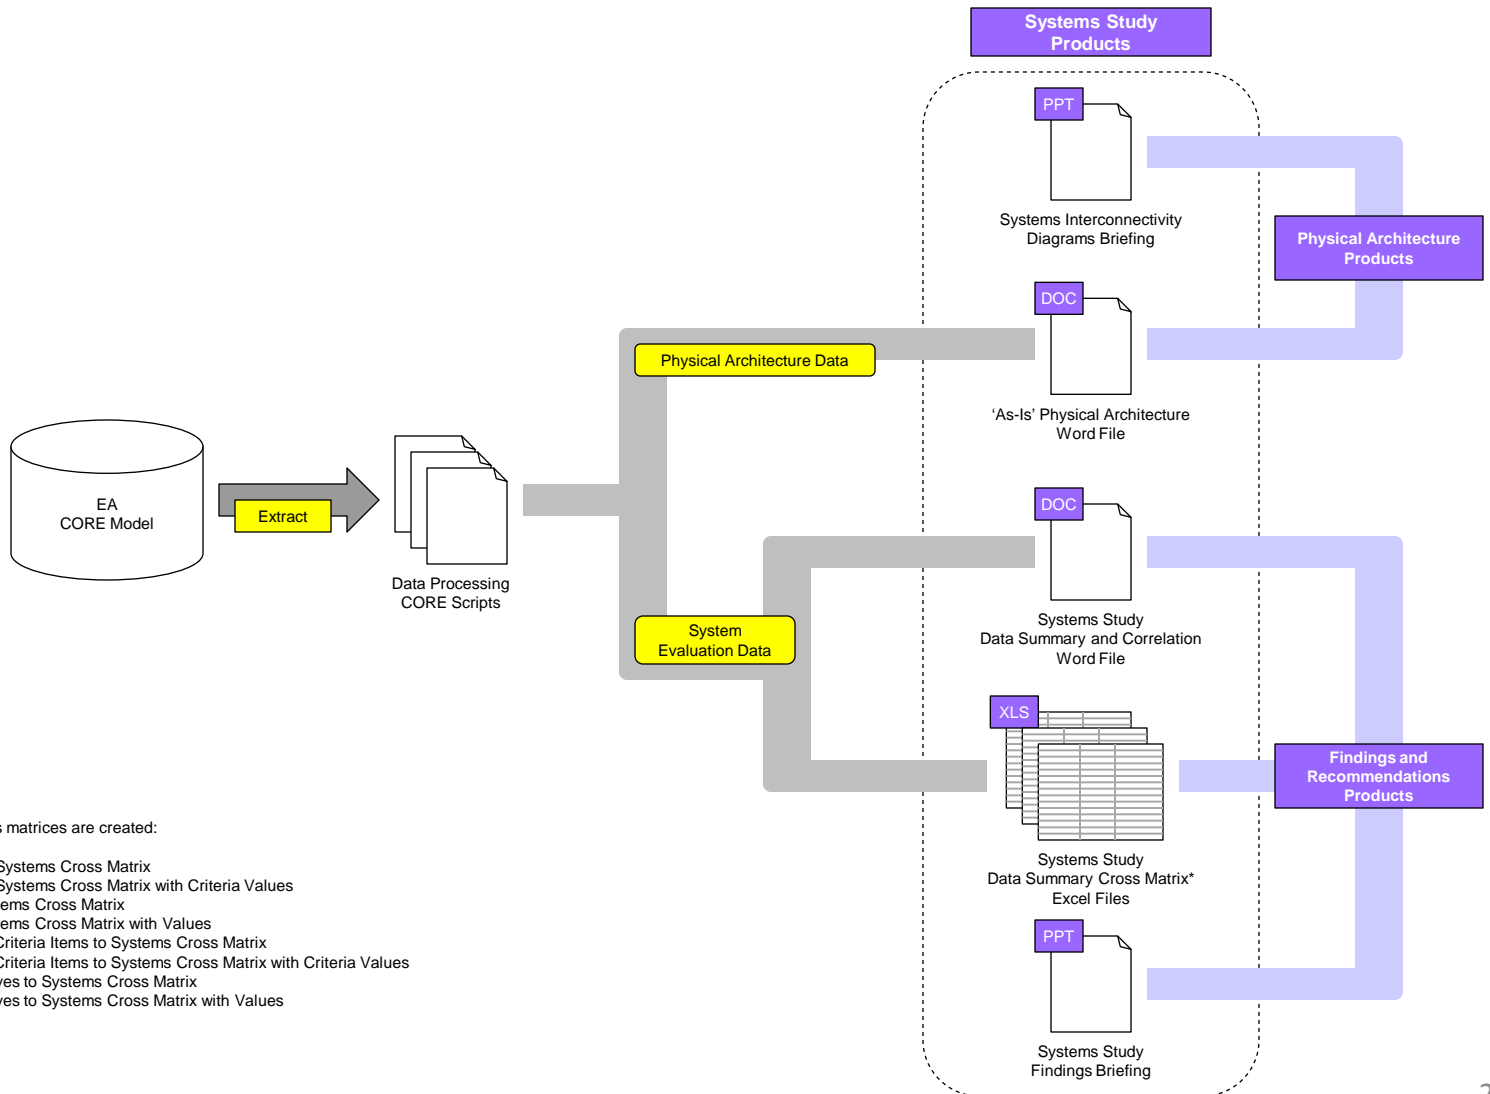 Systems Study
Products
PPT
Systems Interconnectivity
Diagrams Briefing
Physical Architecture
Products
DOC
Physical Architecture Data
‘As-Is’ Physical Architecture
Word File
EA
CORE Model
Extract
Data Processing
CORE Scripts
DOC
System
Evaluation Data
Systems Study
Data Summary and Correlation
Word File
XLS
Findings and
Recommendations
Products
Systems Study
Data Summary Cross Matrix*
Excel Files
PPT
Systems Study
Findings Briefing
matrices are created:
Systems Cross Matrix
Systems Cross Matrix with Criteria Values
Cross Matrix
Cross Matrix with Values
Criteria Items to Systems Cross Matrix
Criteria Items to Systems Cross Matrix with Criteria Values
to Systems Cross Matrix
to Systems Cross Matrix with Values